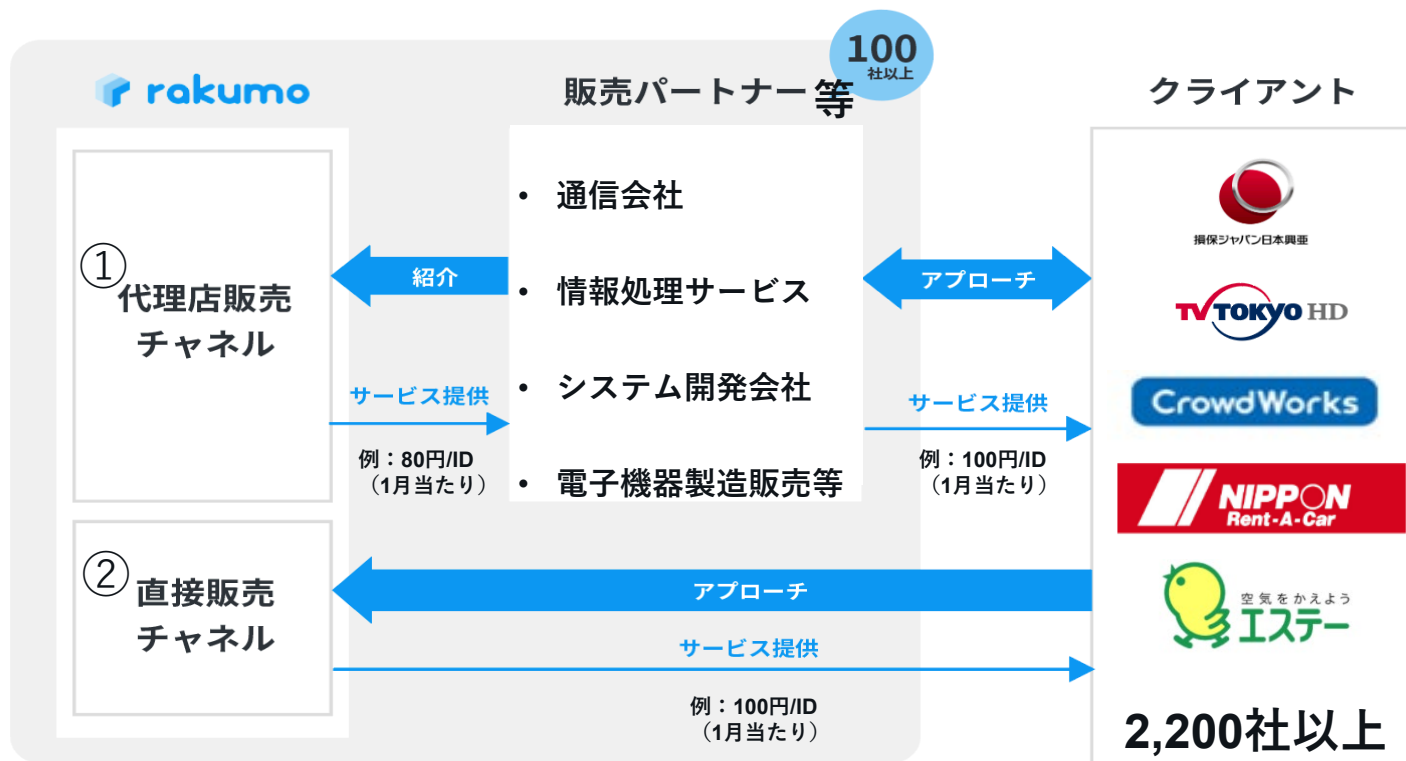 100
社以上
rakumo
販売パートナー等
クライアント
①
代理店販売
チャネル
紹介
サービス提供
例：80円/ID
（1月当たり）
• 通信会社
• 情報処理サービス
• システム開発会社
• 電子機器製造販売等
アプローチ
サービス提供
例：100円/ID
（1月当たり）
②
直接販売
チャネル
アプローチ
サービス提供
例：100円/ID
（1月当たり）
損保ジャパン日本興亜
TV TOKYO HD
CrowdWorks
NIPPON
Rent-A-Car
空気をかえよう
エステー
2,200社以上